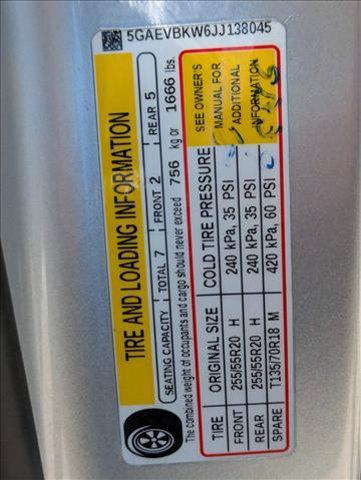 5GAEVBKW6JJ138045
TIRE AND LOADING INFORMATION
SEATING CAPACITY TOTAL 7 FRONT 2 REAR 5
The combined weight of occupants and cargo should never exceed 756 kg or 1666 lbs.
TIRE ORIGINAL SIZE COLD TIRE PRESSURE
FRONT 255/55R20 H 240 kPa, 35 PSI
REAR 255/55R20 H 240 kPa, 35 PSI
SPARE T135/70R18 M 420 kPa, 60 PSI
SEE OWNER'S
MANUAL FOR
ADDITIONAL
INFORMATION